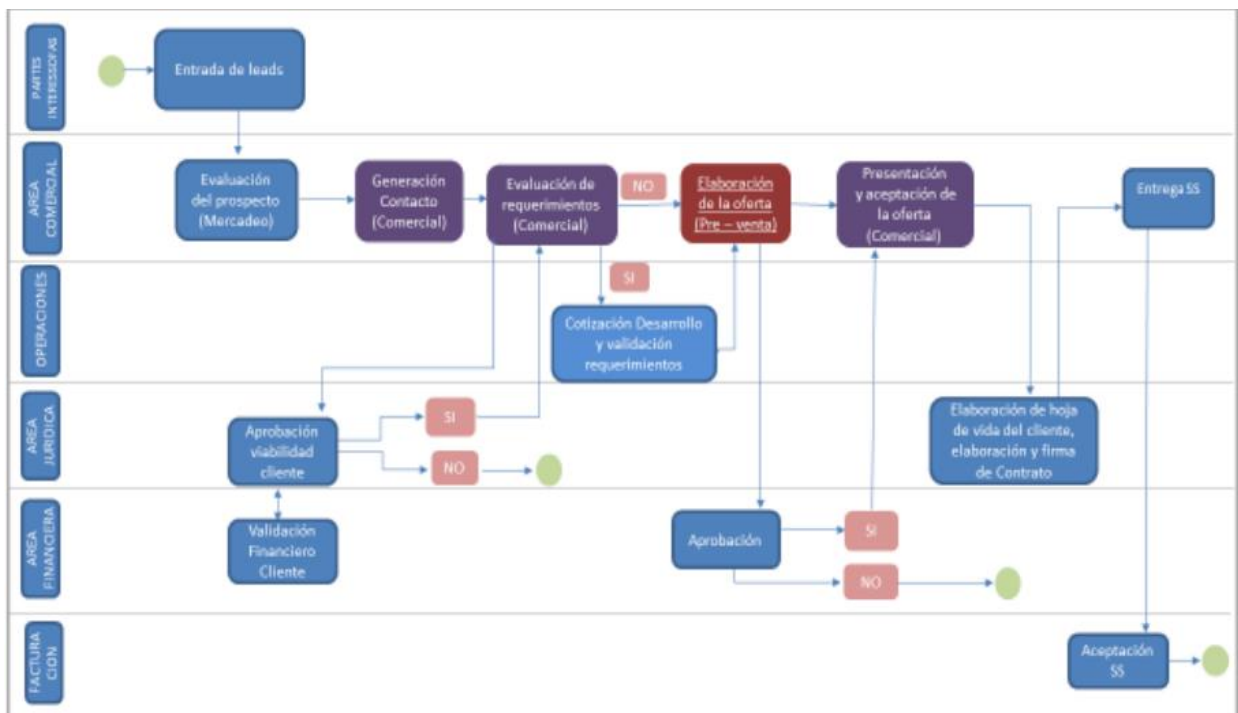 PARTES
INTERESOFAS
Entrada de leads
AREA
COMERCIAL
Evaluación
del prospecto
(Mercadeo)
Generación
Contacto
(Comercial)
Evaluación de
requerimientos
(Comercial)
NO
Elaboración
de la oferta
(Pre – venta)
Presentación
y aceptación de
la oferta
(Comercial)
Entrega SS
OPERACIONES
SI
Cotización Desarrollo
y validación
requerimientos
AREA
JURIDICA
Aprobación
viabilidad
cliente
SI
NO
Elaboración de hoja
de vida del cliente,
elaboración y firma
de Contrato
AREA
FINANCIERA
Validación
Financiero
Cliente
Aprobación
SI
NO
FACTURA
CION
Aceptación
SS